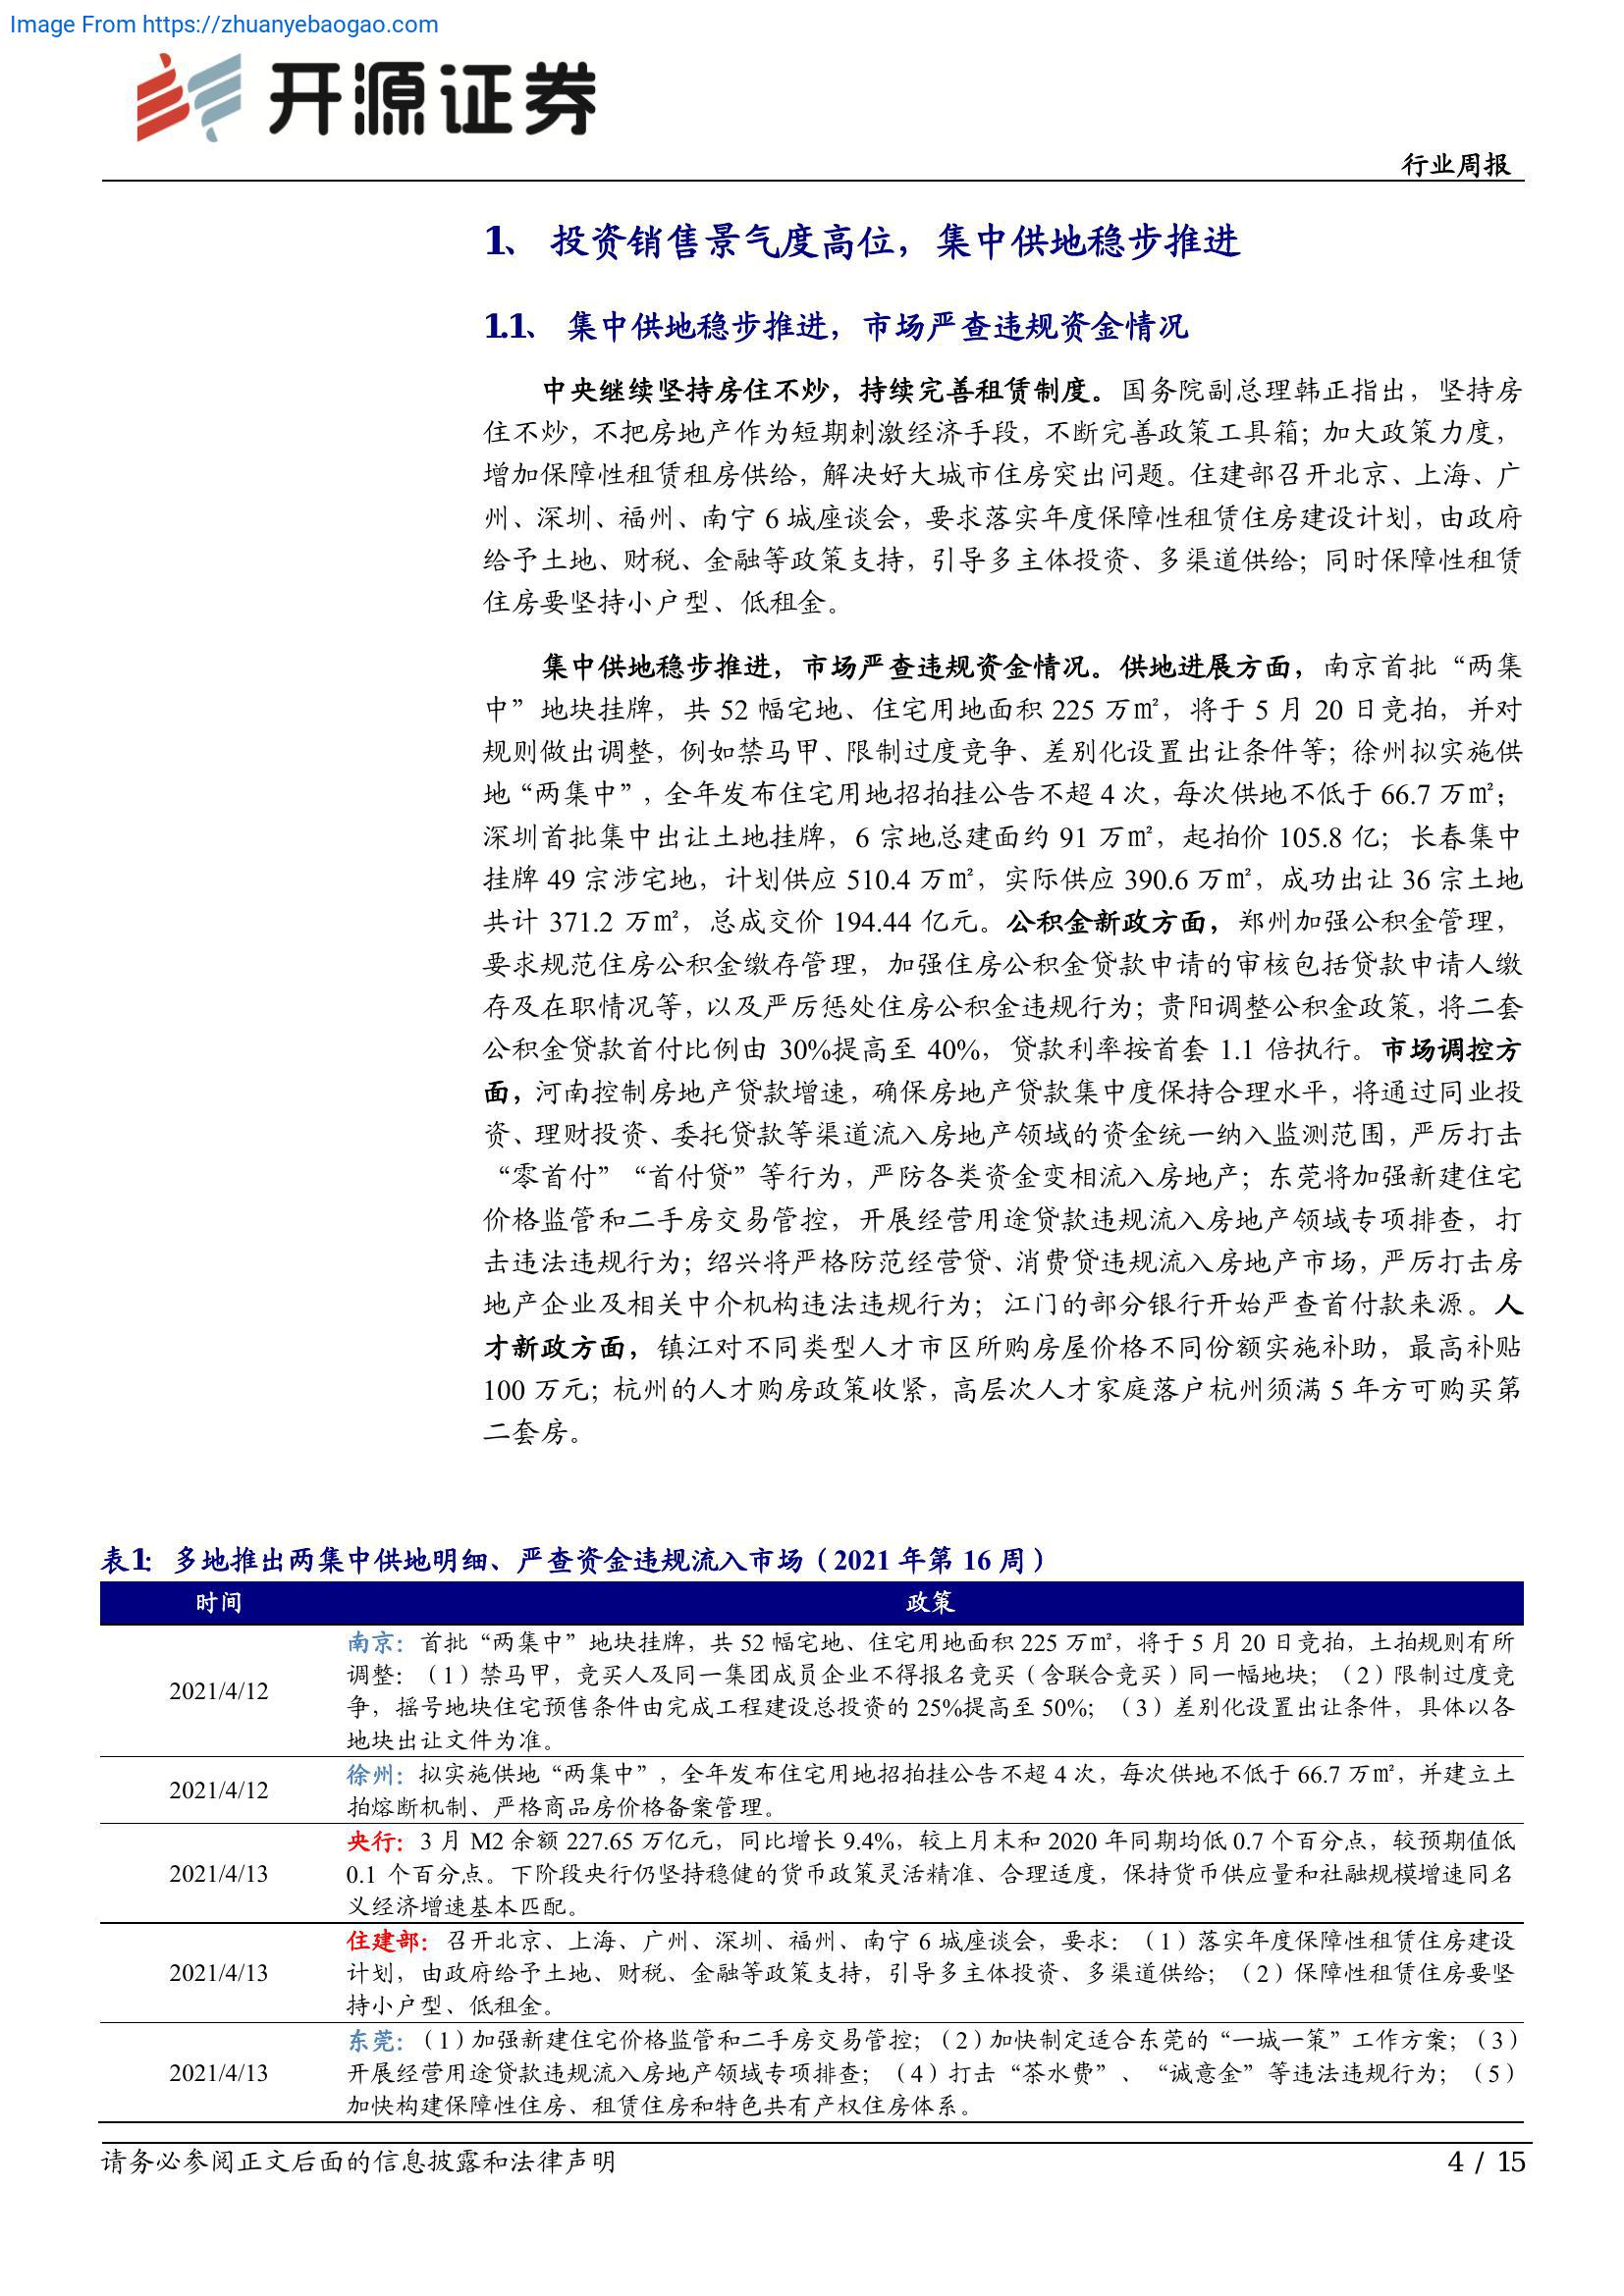 Image From https://zhuanyebaogao.com
开源证券
行业周报
1、 投资销售景气度高位，集中供地稳步推进
1.1、 集中供地稳步推进，市场严查违规资金情况
中央继续坚持房住不炒，持续完善租赁制度。国务院副总理韩正指出，坚持房
住不炒，不把房地产作为短期刺激经济手段，不断完善政策工具箱；加大政策力度，
增加保障性租赁租房供给，解决好大城市住房突出问题。住建部召开北京、上海、广
州、深圳、福州、南宁 6 城座谈会，要求落实年度保障性租赁住房建设计划，由政府
给予土地、财税、金融等政策支持，引导多主体投资、多渠道供给；同时保障性租赁
住房要坚持小户型、低租金。
集中供地稳步推进，市场严查违规资金情况。供地进展方面，南京首批“两集
中”地块挂牌，共 52 幅宅地、住宅用地面积 225 万㎡，将于 5 月 20 日竞拍，并对
规则做出调整，例如禁马甲、限制过度竞争、差别化设置出让条件等；徐州拟实施供
地“两集中”，全年发布住宅用地招拍挂公告不超 4 次，每次供地不低于 66.7 万㎡；
深圳首批集中出让土地挂牌，6 宗地总建面约 91 万㎡，起拍价 105.8 亿；长春集中
挂牌 49 宗涉宅地，计划供应 510.4 万㎡，实际供应 390.6 万㎡，成功出让 36 宗土地
共计 371.2 万㎡，总成交价 194.44 亿元。公积金新政方面，郑州加强公积金管理，
要求规范住房公积金缴存管理，加强住房公积金贷款申请的审核包括贷款申请人缴
存及在职情况等，以及严厉惩处住房公积金违规行为；贵阳调整公积金政策，将二套
公积金贷款首付比例由 30%提高至 40%，贷款利率按首套 1.1 倍执行。市场调控方
面，河南控制房地产贷款增速，确保房地产贷款集中度保持合理水平，将通过同业投
资、理财投资、委托贷款等渠道流入房地产领域的资金统一纳入监测范围，严厉打击
“零首付”“首付贷”等行为，严防各类资金变相流入房地产；东莞将加强新建住宅
价格监管和二手房交易管控，开展经营用途贷款违规流入房地产领域专项排查，打
击违法违规行为；绍兴将严格防范经营贷、消费贷违规流入房地产市场，严厉打击房
地产企业及相关中介机构违法违规行为；江门的部分银行开始严查首付款来源。人
才新政方面，镇江对不同类型人才市区所购房屋价格不同份额实施补助，最高补贴
100 万元；杭州的人才购房政策收紧，高层次人才家庭落户杭州须满 5 年方可购买第
二套房。
表1： 多地推出两集中供地明细、严查资金违规流入市场（2021 年第 16 周）
时间 政策
2021/4/12 南京：首批“两集中”地块挂牌，共 52 幅宅地、住宅用地面积 225 万㎡，将于 5 月 20 日竞拍，土拍规则有所
调整：（1）禁马甲，竞买人及同一集团成员企业不得报名竞买（含联合竞买）同一幅地块；（2）限制过度竞
争，摇号地块住宅预售条件由完成工程建设总投资的 25%提高至 50%；（3）差别化设置出让条件，具体以各
地块出让文件为准。
2021/4/12 徐州：拟实施供地“两集中”，全年发布住宅用地招拍挂公告不超 4 次，每次供地不低于 66.7 万㎡，并建立土
拍熔断机制、严格商品房价格备案管理。
2021/4/13 央行：3 月 M2 余额 227.65 万亿元，同比增长 9.4%，较上月末和 2020 年同期均低 0.7 个百分点，较预期值低
0.1 个百分点。下阶段央行仍坚持稳健的货币政策灵活精准、合理适度，保持货币供应量和社融规模增速同名
义经济增速基本匹配。
2021/4/13 住建部：召开北京、上海、广州、深圳、福州、南宁 6 城座谈会，要求：（1）落实年度保障性租赁住房建设
计划，由政府给予土地、财税、金融等政策支持，引导多主体投资、多渠道供给；（2）保障性租赁住房要坚
持小户型、低租金。
2021/4/13 东莞：（1）加强新建住宅价格监管和二手房交易管控；（2）加快制定适合东莞的“一城一策”工作方案；（3）
开展经营用途贷款违规流入房地产领域专项排查；（4）打击“茶水费”、“诚意金”等违法违规行为；（5）
加快构建保障性住房、租赁住房和特色共有产权住房体系。
请务必参阅正文后面的信息披露和法律声明 4 / 15